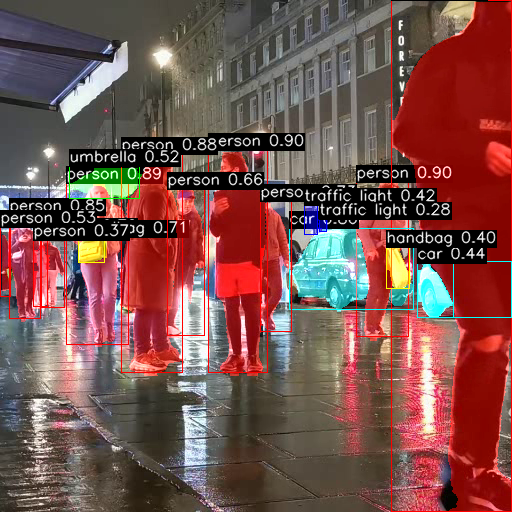 FOREV
person 0.88
person 0.90
umbrella 0.52
person 0.89
person 0.66
person 0.90
traffic light 0.42
traffic light 0.28
person 0.85
person 0.53
person 0.37
0.71
handbag 0.40
car 0.44